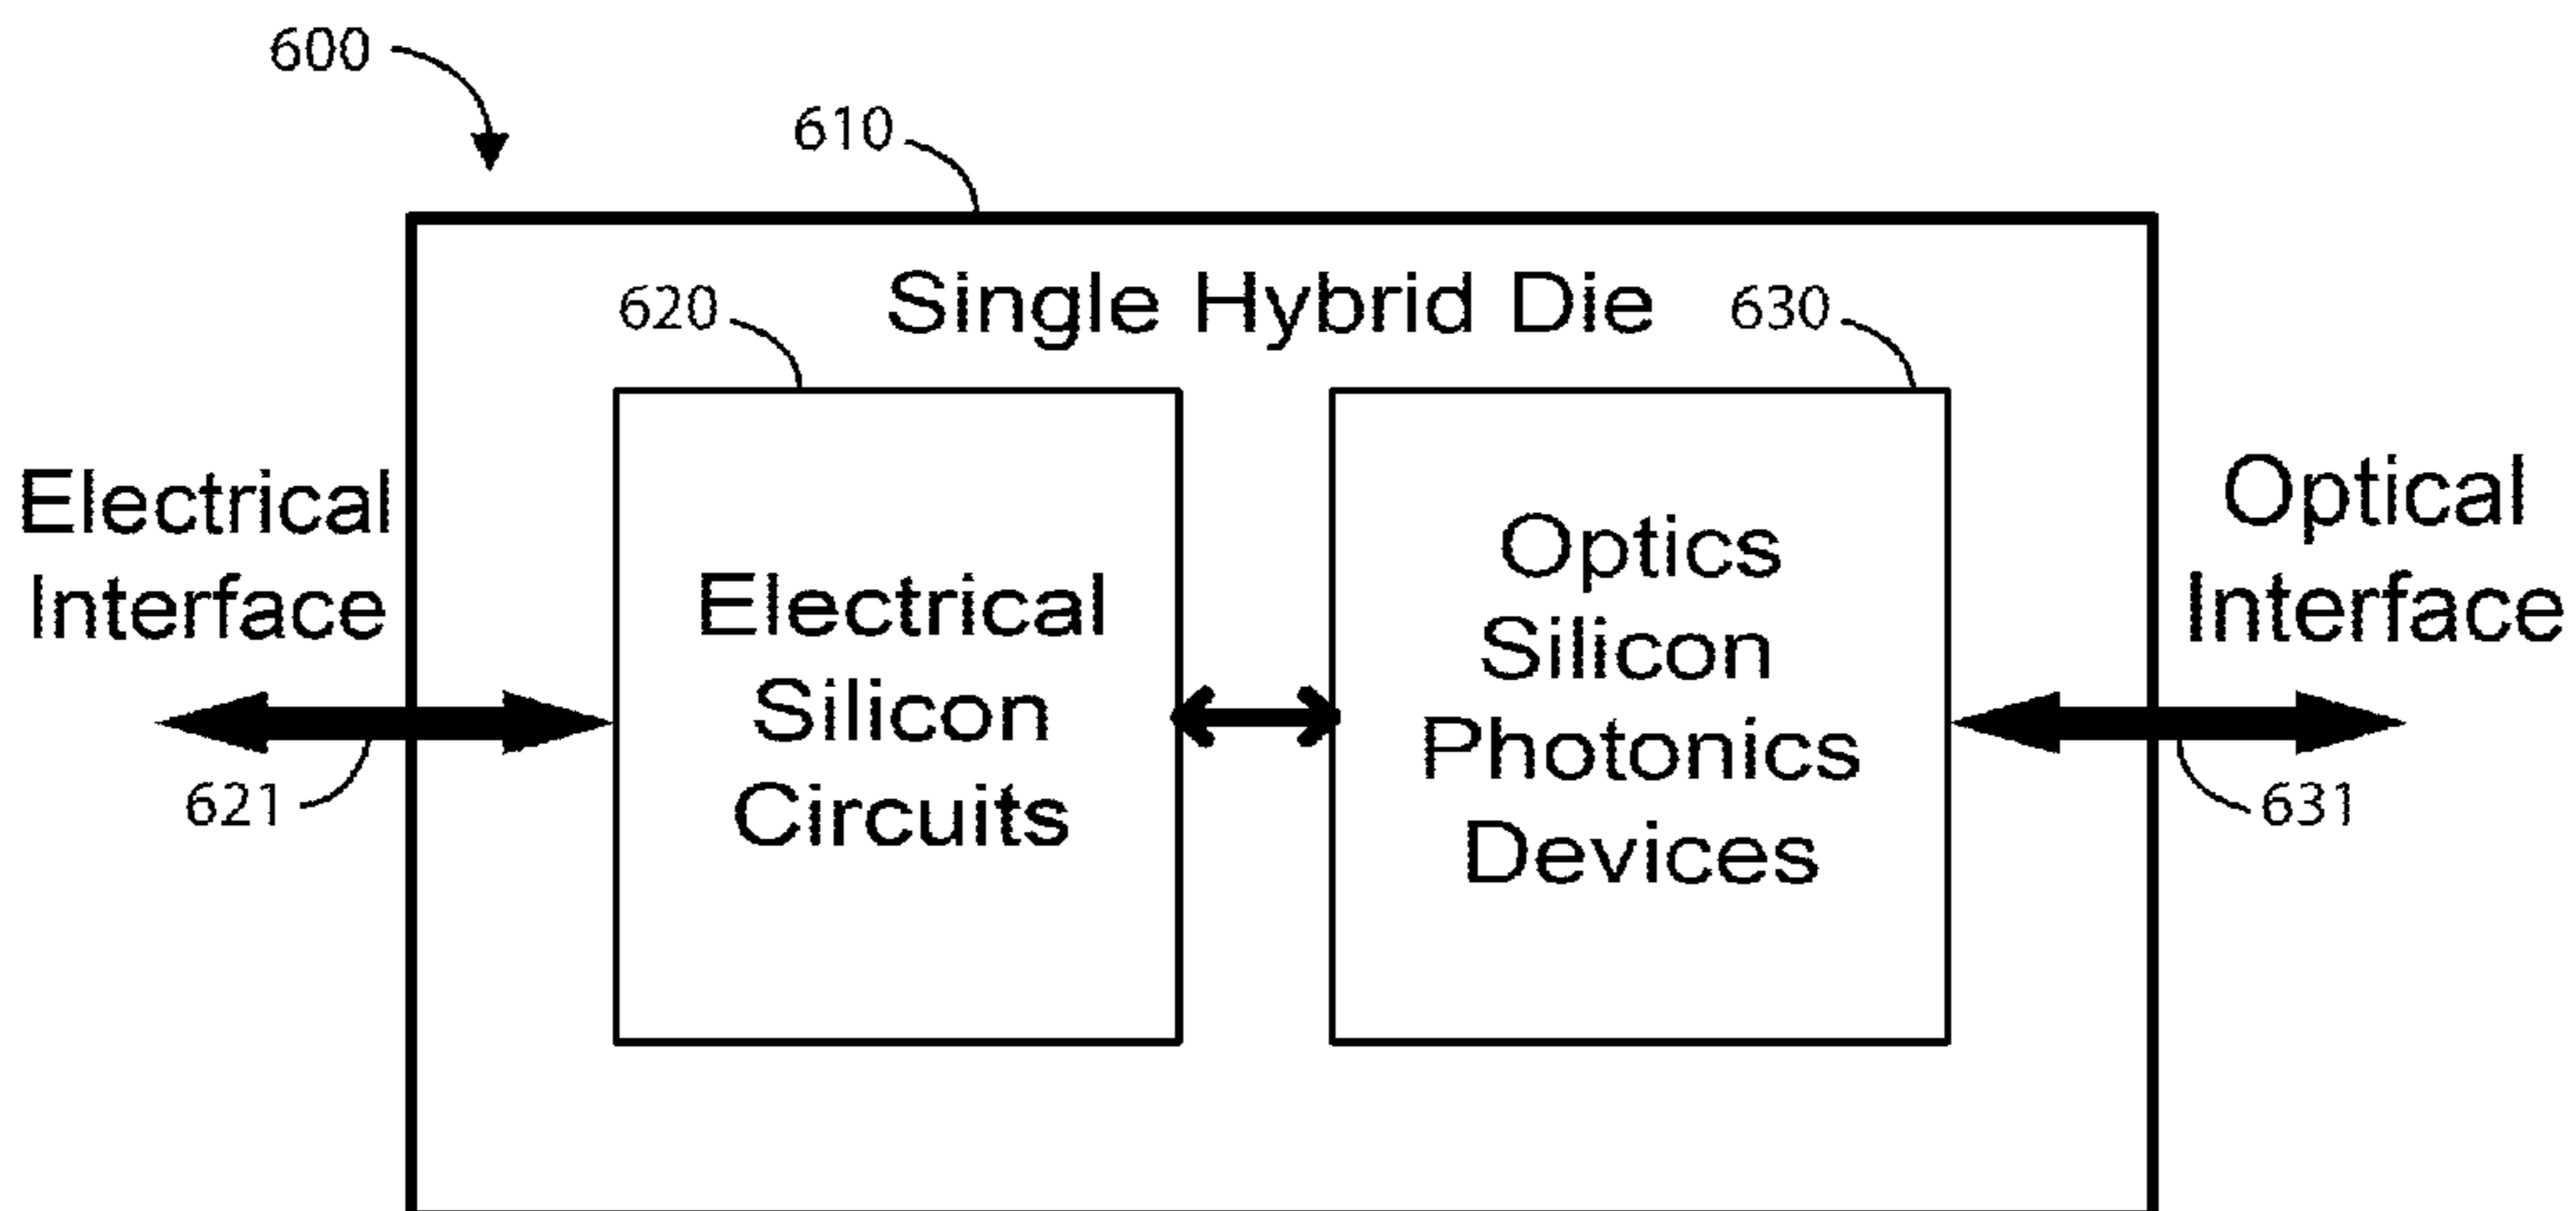 600
610
Single Hybrid Die
620
630
Electrical
Interface
621
Electrical
Silicon
Circuits
Optics
Silicon
Photonics
Devices
Optical
Interface
631